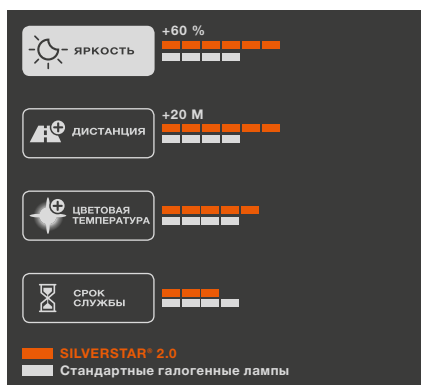 +60 %
ЯРКОСТЬ
+20 М
ДИСТАНЦИЯ
ЦВЕТОВАЯ
ТЕМПЕРАТУРА
СРОК
СЛУЖБЫ
SILVERSTAR® 2.0
Стандартные галогенные лампы